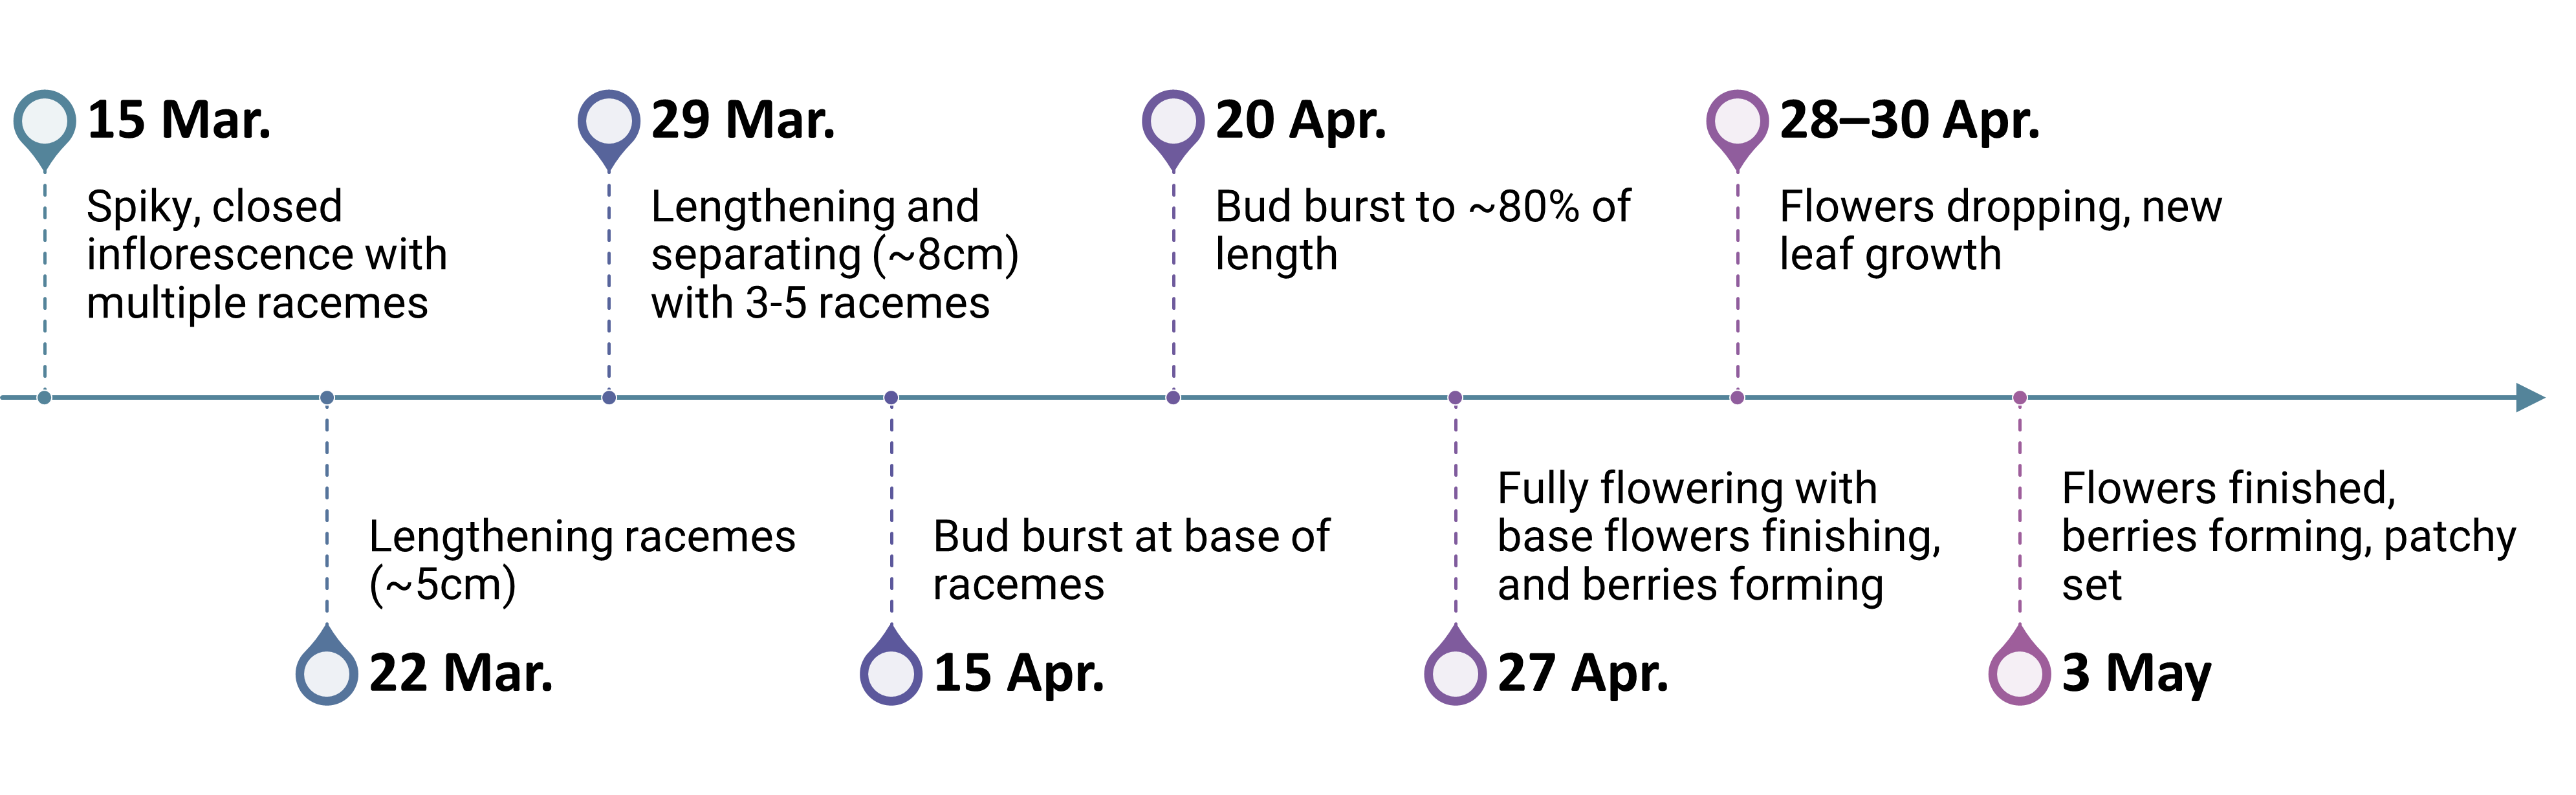 15 Mar.
Spiky, closed
inflorescence with
multiple racemes
22 Mar.
Lengthening racemes
(~5cm)
29 Mar.
Lengthening and
separating (~8cm)
with 3-5 racemes
15 Apr.
Bud burst at base of
racemes
20 Apr.
Bud burst to ~80% of
length
27 Apr.
Fully flowering with
base flowers finishing,
and berries forming
28–30 Apr.
Flowers dropping, new
leaf growth
3 May
Flowers finished,
berries forming, patchy
set